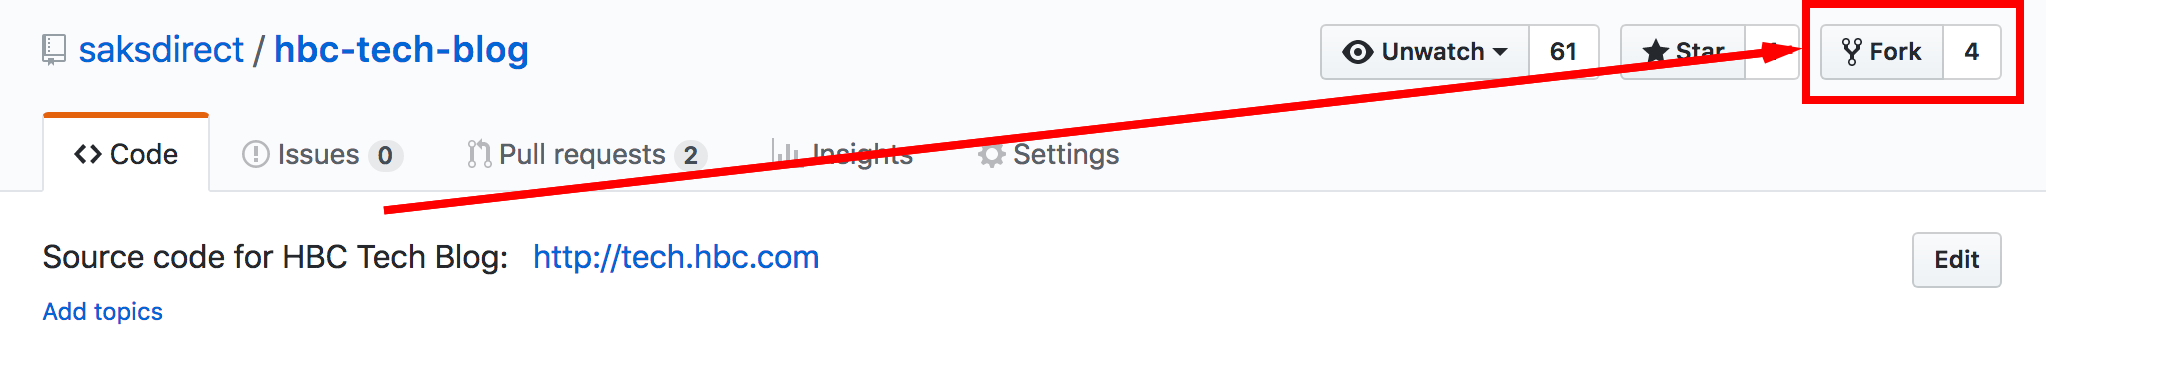 saksdirect / hbc-tech-blog
Unwatch 61 Star Fork 4
Code Issues 0 Pull requests 2 Insights Settings
Source code for HBC Tech Blog: http://tech.hbc.com
Edit
Add topics